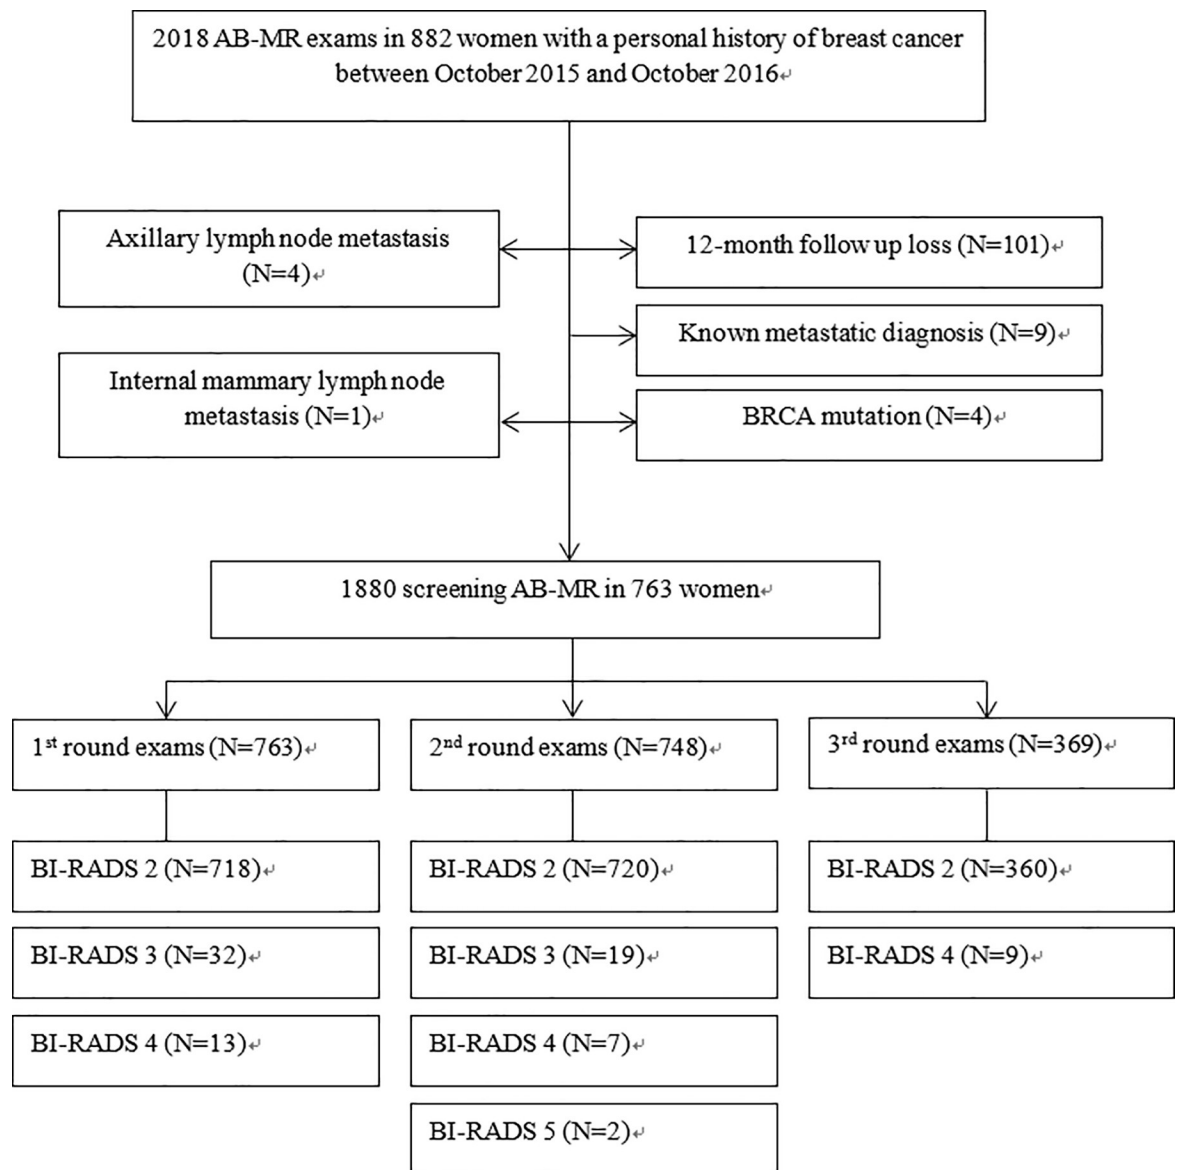 2018 AB-MR exams in 882 women with a personal history of breast cancer
between October 2015 and October 2016↵
Axillary lymph node metastasis
(N=4)↵
12-month follow up loss (N=101)↵
Known metastatic diagnosis (N=9)↵
Internal mammary lymph node
metastasis (N=1)↵
BRCA mutation (N=4)↵
1880 screening AB-MR in 763 women↵
1st round exams (N=763)↵
2nd round exams (N=748)↵
3rd round exams (N=369)↵
BI-RADS 2 (N=718)↵
BI-RADS 2 (N=720)↵
BI-RADS 2 (N=360)↵
BI-RADS 3 (N=32)↵
BI-RADS 3 (N=19)↵
BI-RADS 4 (N=9)↵
BI-RADS 4 (N=13)↵
BI-RADS 4 (N=7)↵
BI-RADS 5 (N=2)↵